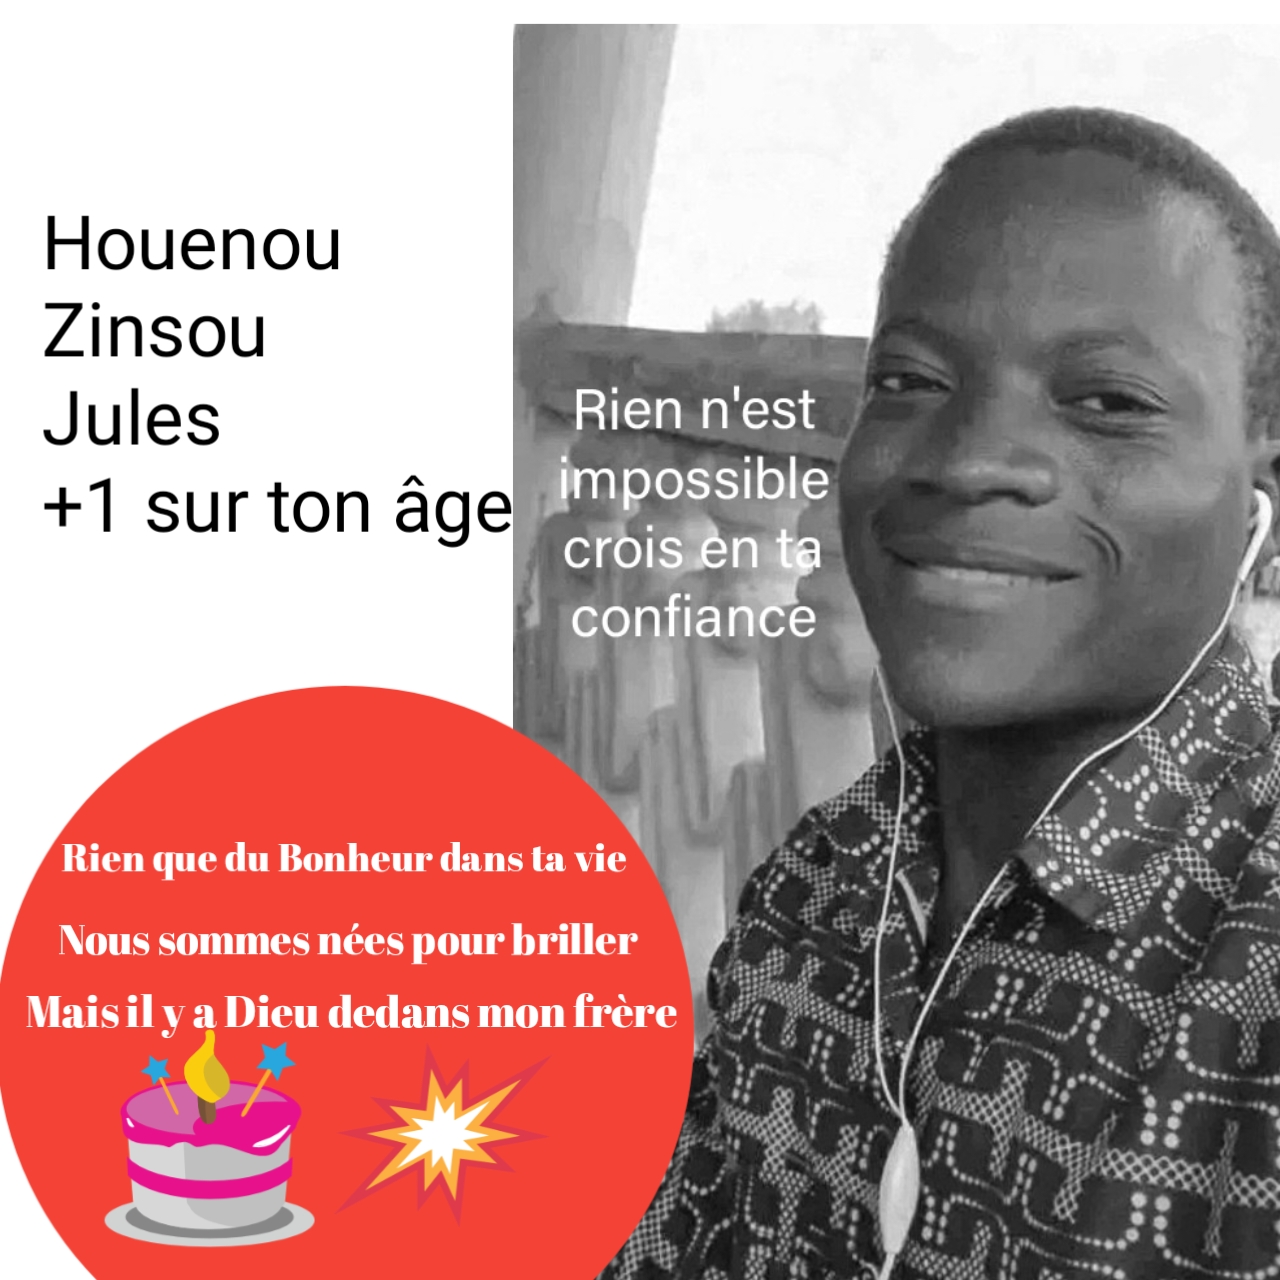 Houenou
Zinsou
Jules
+1 sur ton âge
Rien n'est
impossible
crois en ta
confiance
Rien que du Bonheur dans ta vie
Nous sommes nées pour briller
Mais il y a Dieu dedans mon frère